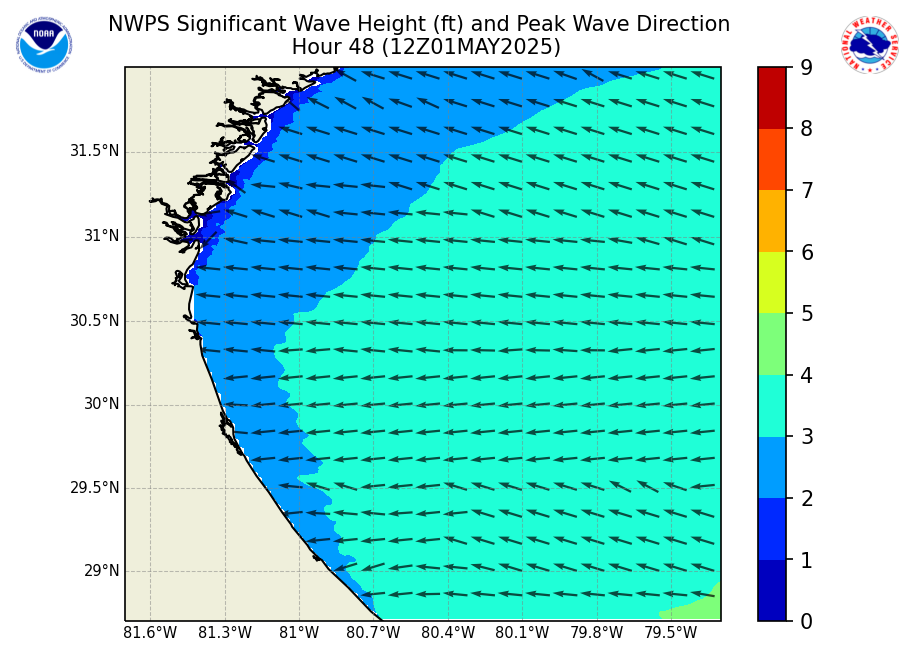 NWPS Significant Wave Height (ft) and Peak Wave Direction
Hour 48 (12Z01MAY2025)
NOAA
NATIONAL WEATHER SERVICE
31.5°N
31°N
30.5°N
30°N
29.5°N
29°N
81.6°W 81.3°W 81°W 80.7°W 80.4°W 80.1°W 79.8°W 79.5°W
9
8
7
6
5
4
3
2
1
0